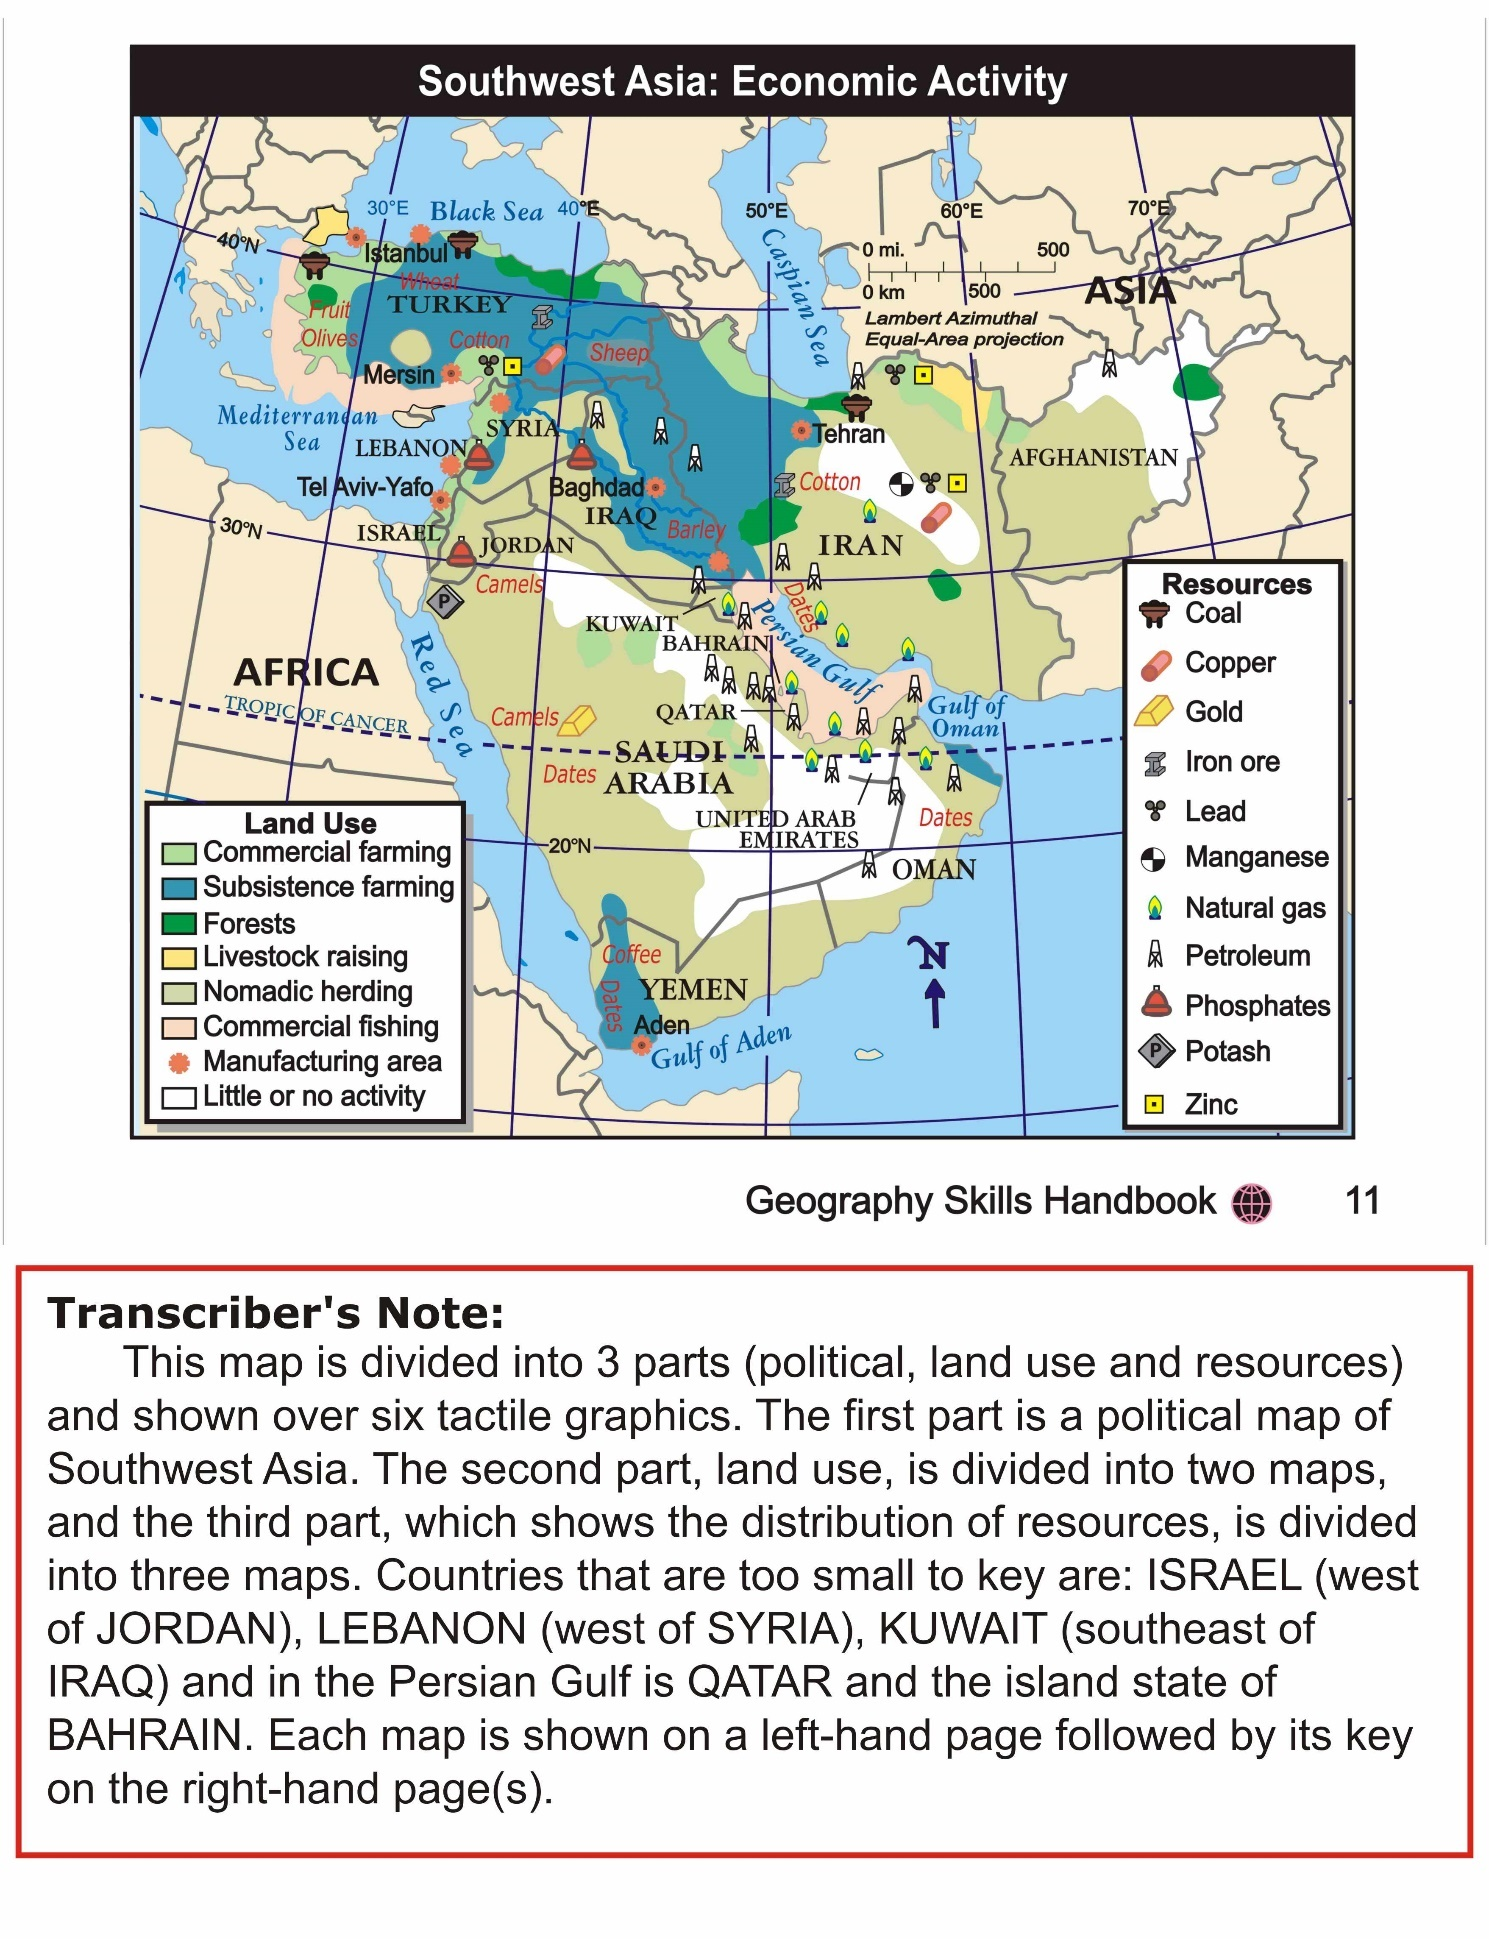 Southwest Asia: Economic Activity
30°E
Black Sea
40°E
50°E
60°E
70°E
40°N
Istanbul
Wheat
TURKEY
Fruit
Olives
Cotton
Sheep
Mersin
Caspian Sea
0 mi.
500
0 km
500
Lambert Azimuthal
Equal-Area projection
ASIA
Mediterranean
Sea
SYRIA
LEBANON
Tehran
AFGHANISTAN
Tel Aviv-Yafo
Baghdad
IRAQ
Cotton
Barley
IRAN
30°N
ISRAEL
JORDAN
Camels
KUWAIT
BAHRAIN
Dates
Persian Gulf
Red Sea
AFRICA
TROPIC OF CANCER
Camels
QATAR
Gulf of
Oman
SAUDI
ARABIA
Dates
UNITED ARAB
EMIRATES
Dates
20°N
OMAN
Coffee
Dates
YEMEN
Aden
Gulf of Aden
N
Land Use
Commercial farming
Subsistence farming
Forests
Livestock raising
Nomadic herding
Commercial fishing
Manufacturing area
Little or no activity
Resources
Coal
Copper
Gold
Iron ore
Lead
Manganese
Natural gas
Petroleum
Phosphates
P
P Potash
Zinc
Geography Skills Handbook 11
Transcriber's Note:
This map is divided into 3 parts (political, land use and resources)
and shown over six tactile graphics. The first part is a political map of
Southwest Asia. The second part, land use, is divided into two maps,
and the third part, which shows the distribution of resources, is divided
into three maps. Countries that are too small to key are: ISRAEL (west
of JORDAN), LEBANON (west of SYRIA), KUWAIT (southeast of
IRAQ) and in the Persian Gulf is QATAR and the island state of
BAHRAIN. Each map is shown on a left-hand page followed by its key
on the right-hand page(s).